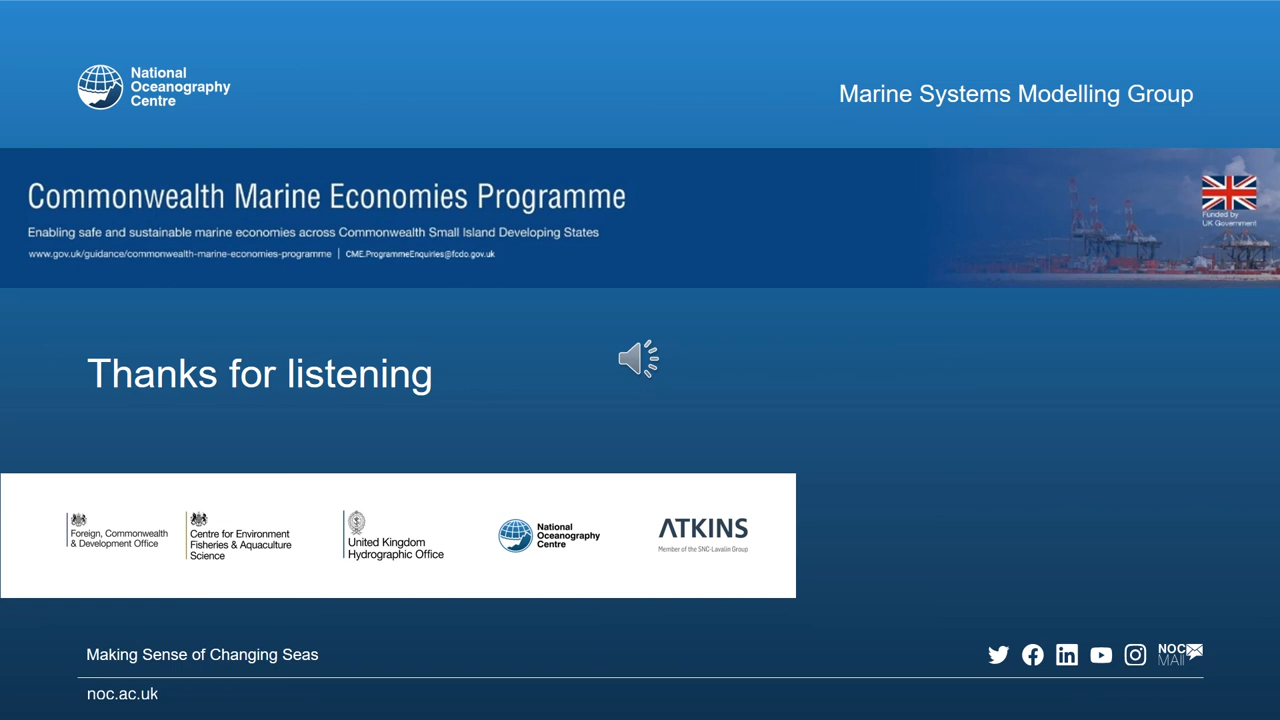 National
Oceanography
Centre
Marine Systems Modelling Group
Commonwealth Marine Economies Programme
Enabling safe and sustainable marine economies across Commonwealth Small Island Developing States
www.gov.uk/guidance/commonwealth-marine-economies-programme | CME.ProgrammeEnquiries@fcdo.gov.uk
Funded by
UK Government
Thanks for listening
Foreign, Commonwealth
& Development Office
Centre for Environment
Fisheries & Aquaculture
Science
United Kingdom
Hydrographic Office
National
Oceanography
Centre
ATKINS
Member of the SNC-Lavalin Group
Making Sense of Changing Seas
NOC
MAIL
noc.ac.uk